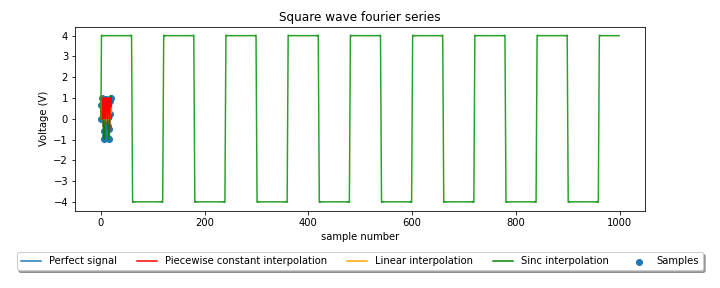 Square wave fourier series
4
3
2
1
0
−1
−2
−3
−4
Voltage (V)
0 200 400 600 800 1000
sample number
Perfect signal Piecewise constant interpolation Linear interpolation Sinc interpolation Samples